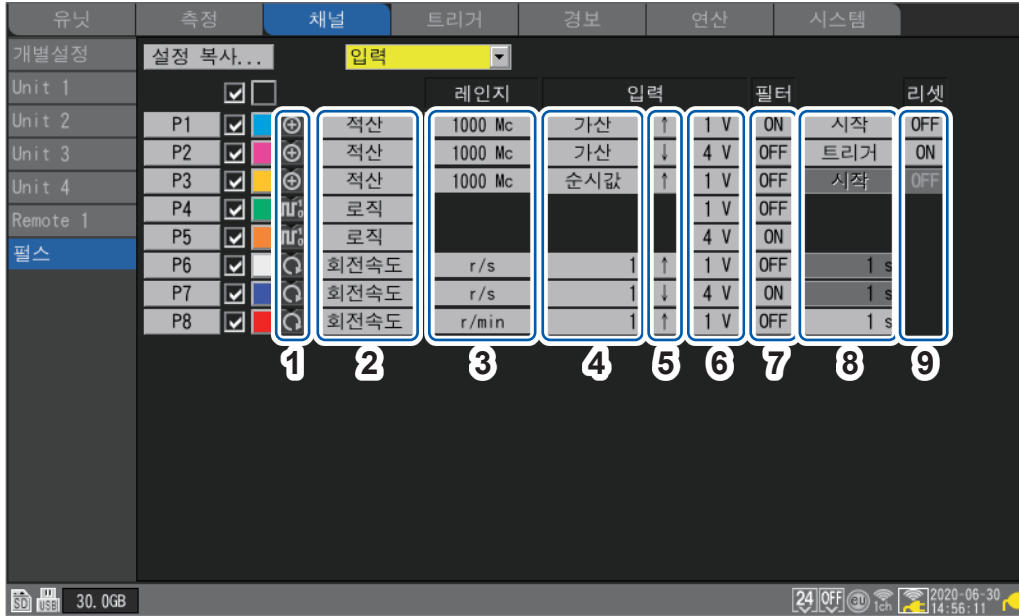 유닛 측정 채널 트리거 경보 연산 시스템
개별설정 설정 복사... 입력
Unit 1 레인지 입력 필터 리셋
Unit 2 P1 적산 1000 Mc 가산 ↑ 1 V ON 시작 OFF
Unit 3 P2 적산 1000 Mc 가산 ↓ 4 V OFF 트리거 ON
Unit 4 P3 적산 1000 Mc 순시값 ↑ 1 V OFF 시작 OFF
Remote 1 P4 로직 1 V OFF
펄스 P5 로직 4 V ON
P6 회전속도 r/s 1 ↑ 1 V OFF 1 s
P7 회전속도 r/s 1 ↓ 4 V ON 1 s
P8 회전속도 r/min 1 ↑ 1 V OFF 1 s
1 2 3 4 5 6 7 8 9
SD USB 30.0GB 24 OFF eu 1ch 2020-06-30
14:56:11